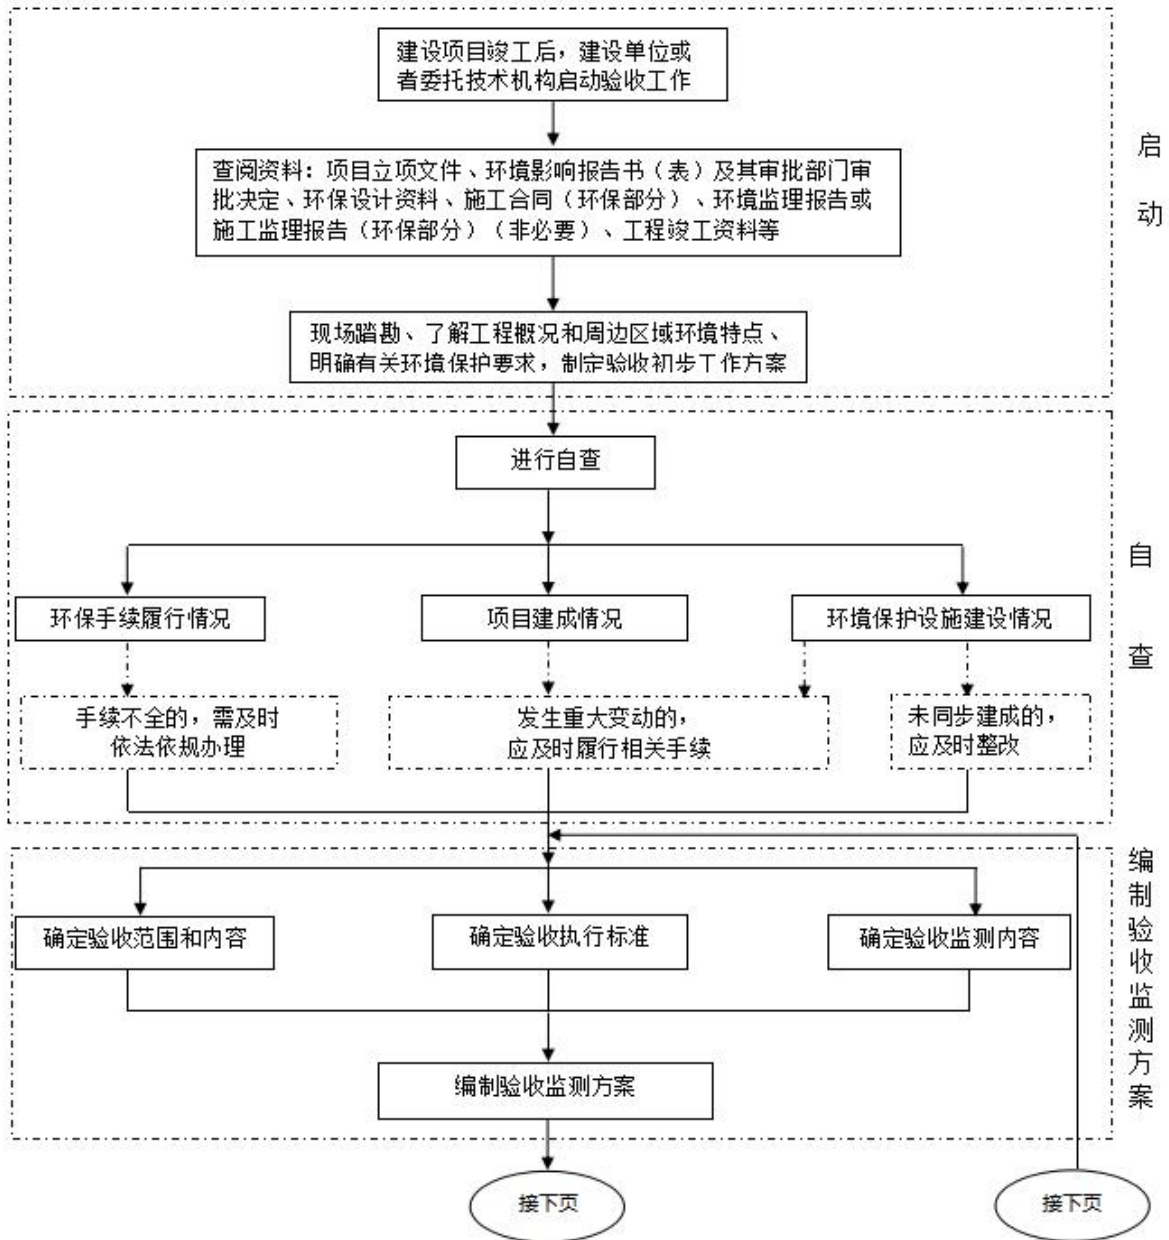 建设项目竣工后，建设单位或
者委托技术机构启动验收工作
启
动
查阅资料：项目立项文件、环境影响报告书（表）及其审批部门审
批决定、环保设计资料、施工合同（环保部分）、环境监理报告或
施工监理报告（环保部分）（非必要）、工程竣工资料等
现场踏勘、了解工程概况和周边区域环境特点、
明确有关环境保护要求，制定验收初步工作方案
进行自查
自
查
环保手续履行情况
项目建成情况
环境保护设施建设情况
手续不全的，需及时
依法依规办理
发生重大变动的，
应及时履行相关手续
未同步建成的，
应及时整改
编
制
验
收
监
测
方
案
确定验收范围和内容
确定验收执行标准
确定验收监测内容
编制验收监测方案
接下页
接下页